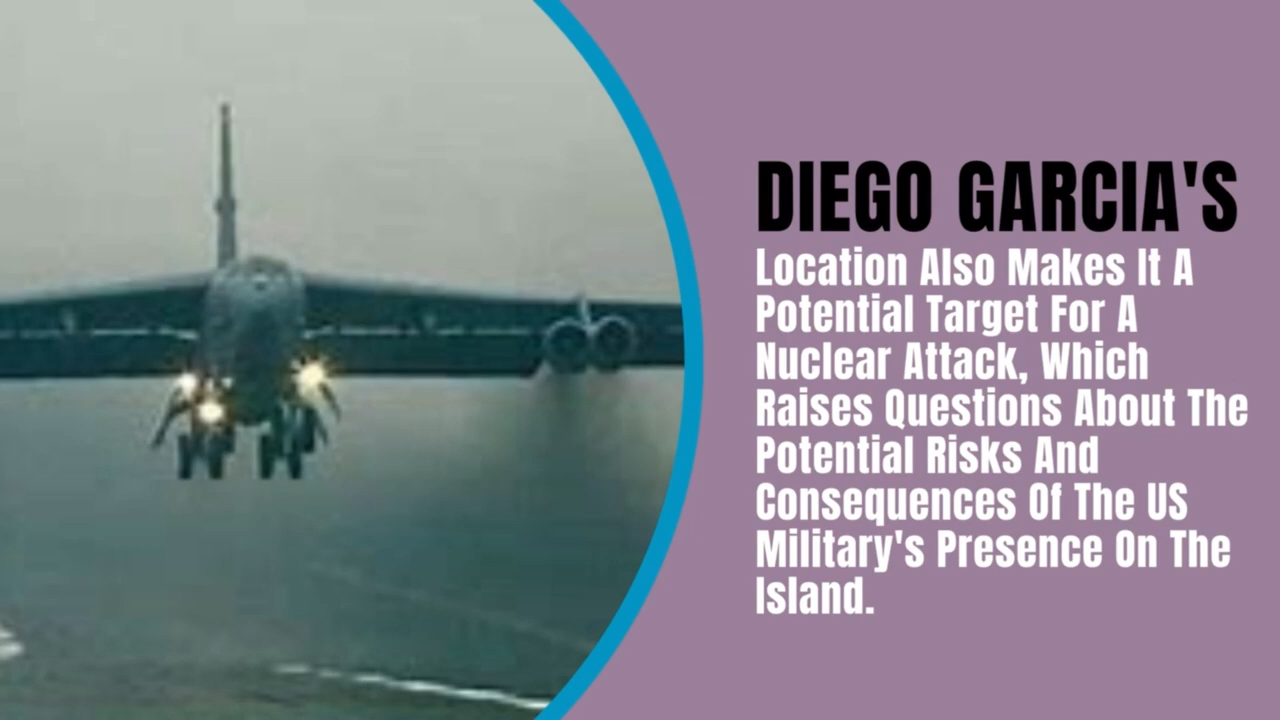 DIEGO GARCIA'S
Location Also Makes It A
Potential Target For A
Nuclear Attack, Which
Raises Questions About The
Potential Risks And
Consequences Of The US
Military's Presence On The
Island.